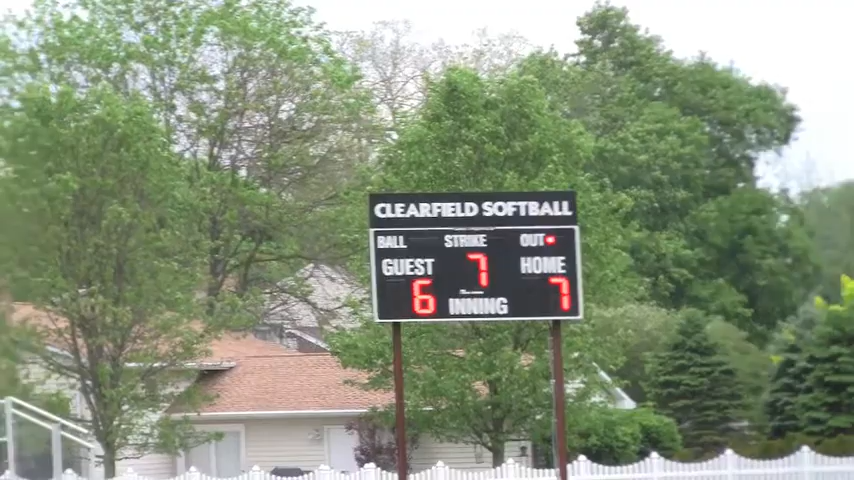 CLEARFIELD SOFTBALL
BALL STRIKE OUT
GUEST 7 HOME
6 INNING 7